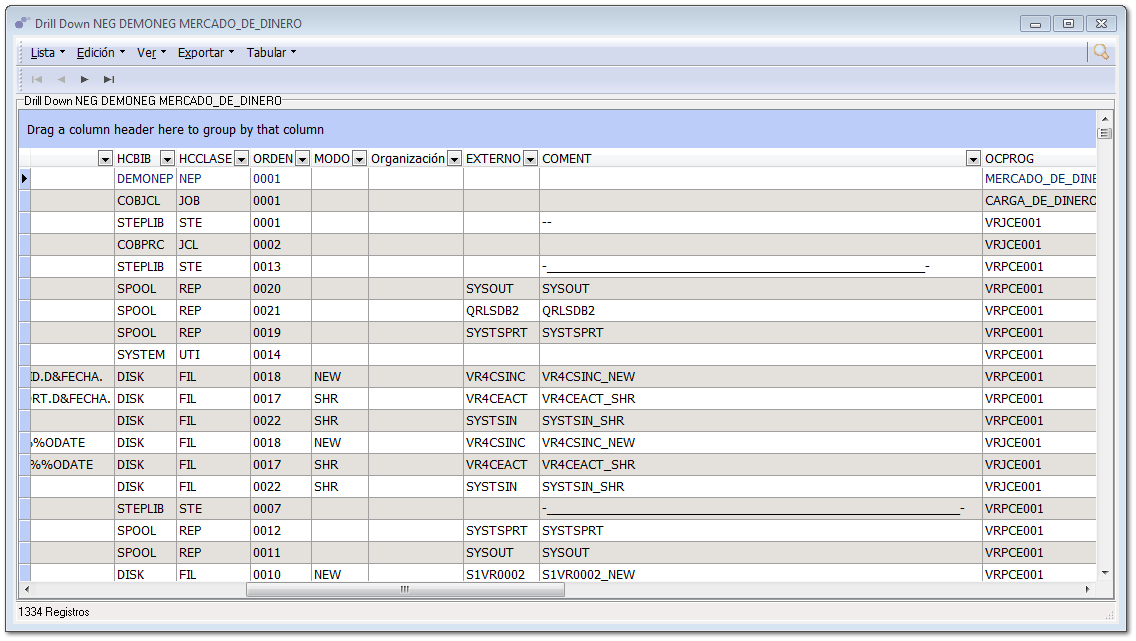 Drill Down NEG DEMONEG MERCADO_DE_DINERO
Lista Edición Ver Exportar Tabular
Drill Down NEG DEMONEG MERCADO_DE_DINERO
Drag a column header here to group by that column
HCBIB HCCLASE ORDEN MODO Organización EXTERNO COMENT OCPROG
DEMONEP NEP 0001 MERCADO_DE_DINE
COBJCL JOB 0001 CARGA_DE_DINERO
STEPLIB STE 0001 -- VRJCE001
COBPRC JCL 0002 VRJCE001
STEPLIB STE 0013 -__- VRPCE001
SPOOL REP 0020 SYSOUT SYSOUT VRPCE001
SPOOL REP 0021 QRLSDB2 QRLSDB2 VRPCE001
SPOOL REP 0019 SYSTSPRT SYSTSPRT VRPCE001
SYSTEM UTI 0014 VRPCE001
ID.D&FECHA. DISK FIL 0018 NEW VR4CSINC VR4CSINC_NEW VRPCE001
RT.D&FECHA. DISK FIL 0017 SHR VR4CEACT VR4CEACT_SHR VRPCE001
DISK FIL 0022 SHR SYSTSIN SYSTSIN_SHR VRPCE001
%%ODATE DISK FIL 0018 NEW VR4CSINC VR4CSINC_NEW VRJCE001
%%ODATE DISK FIL 0017 SHR VR4CEACT VR4CEACT_SHR VRJCE001
DISK FIL 0022 SHR SYSTSIN SYSTSIN_SHR VRJCE001
STEPLIB STE 0007 -__- VRPCE001
SPOOL REP 0012 SYSTSPRT SYSTSPRT VRPCE001
SPOOL REP 0011 SYSOUT SYSOUT VRPCE001
DISK FIL 0010 NEW S1VR0002 S1VR0002_NEW VRPCE001
1334 Registros